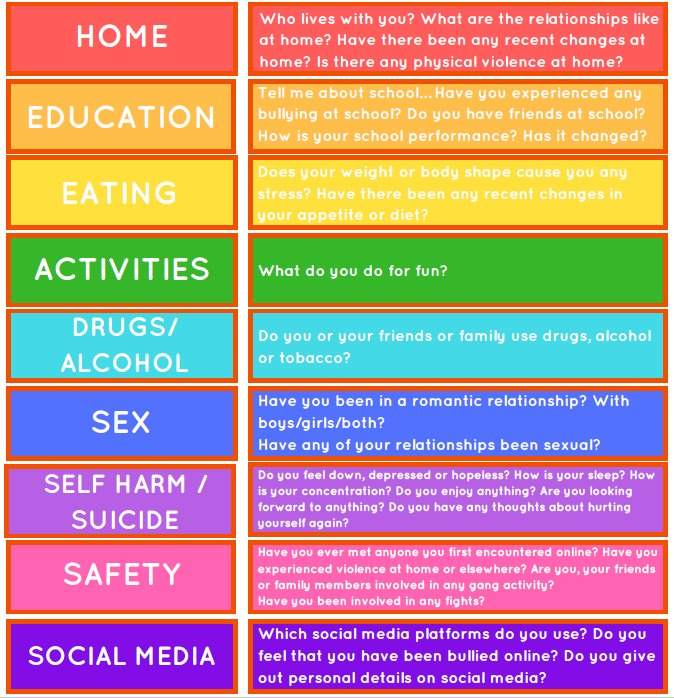 HOME
Who lives with you? What are the relationships like
at home? Have there been any recent changes at
home? Is there any physical violence at home?
EDUCATION
Tell me about school...Have you experienced any
bullying at school? Do you have friends at school?
How is your school performance? Has it changed?
EATING
Does your weight or body shape cause you any
stress? Have there been any recent changes in
your appetite or diet?
ACTIVITIES
What do you do for fun?
DRUGS/
ALCOHOL
Do you or your friends or family use drugs, alcohol
or tobacco?
SEX
Have you been in a romantic relationship? With
boys/girls/both?
Have any of your relationships been sexual?
SELF HARM /
SUICIDE
Do you feel down, depressed or hopeless? How is your sleep? How
is your concentration? Do you enjoy anything? Are you looking
forward to anything? Do you have any thoughts about hurting
yourself again?
SAFETY
Have you ever met anyone you first encountered online? Have you
experienced violence at home or elsewhere? Are you, your friends
or family members involved in any gang activity?
Have you been involved in any fights?
SOCIAL MEDIA
Which social media platforms do you use? Do you
feel that you have been bullied online? Do you give
out personal details on social media?